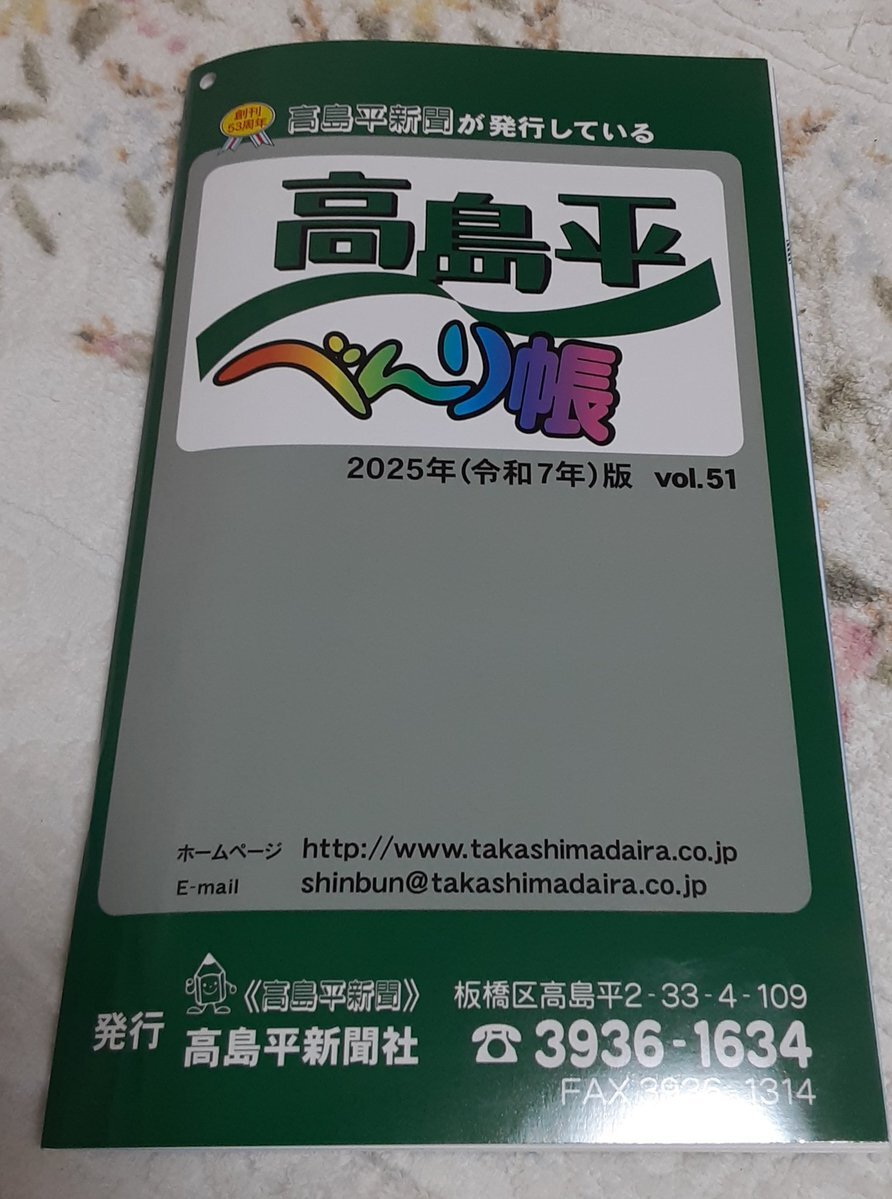 創刊
53周年
高島平新聞が発行している
高島平
べんり帳
2025年(令和7年)版 vol.51
ホームページ http://www.takashimadaira.co.jp
E-mail shinbun@takashimadaira.co.jp
発行
《高島平新聞》
高島平新聞社
板橋区高島平2-33-4-109
☎3936-1634
FAX 3936-1314